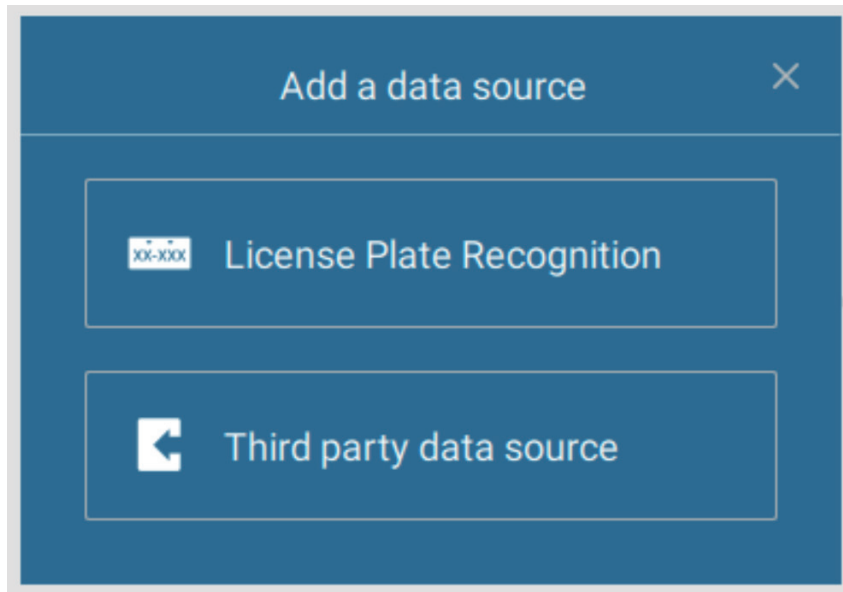 Add a data source
xx-xxx
License Plate Recognition
Third party data source